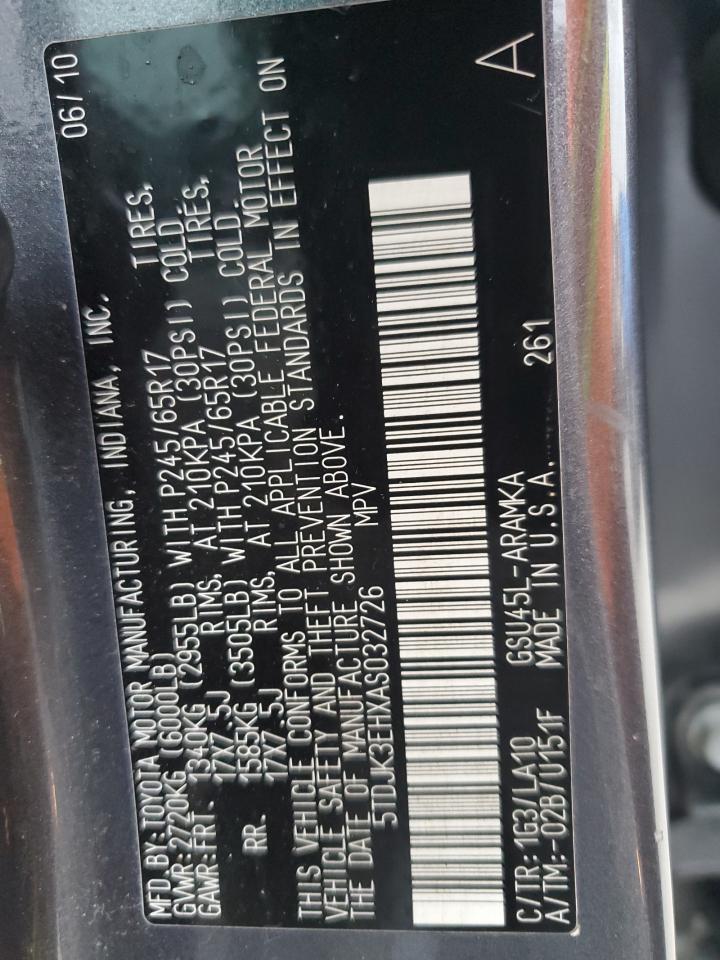 MFD.BY:TOYOTA MOTOR MANUFACTURING, INDIANA, INC. 06/10
GVWR:2720KG (6000LB)
GAWR:FRT. 1340KG (2955LB) WITH P245/65R17 TIRES,
17X7.5J RIMS, AT 210KPA (30PSI) COLD.
RR. 1585KG (3505LB) WITH P245/65R17 TIRES,
17X7.5J RIMS, AT 210KPA (30PSI) COLD.
THIS VEHICLE CONFORMS TO ALL APPLICABLE FEDERAL MOTOR
VEHICLE SAFETY AND THEFT PREVENTION STANDARDS IN EFFECT ON
THE DATE OF MANUFACTURE SHOWN ABOVE.
5TDJK3EHXAS032726 MPV
C/TR:1G3/LA10 GSU45L-ARAMKA 261 A
A/TM:-02B/U151F MADE IN U.S.A.